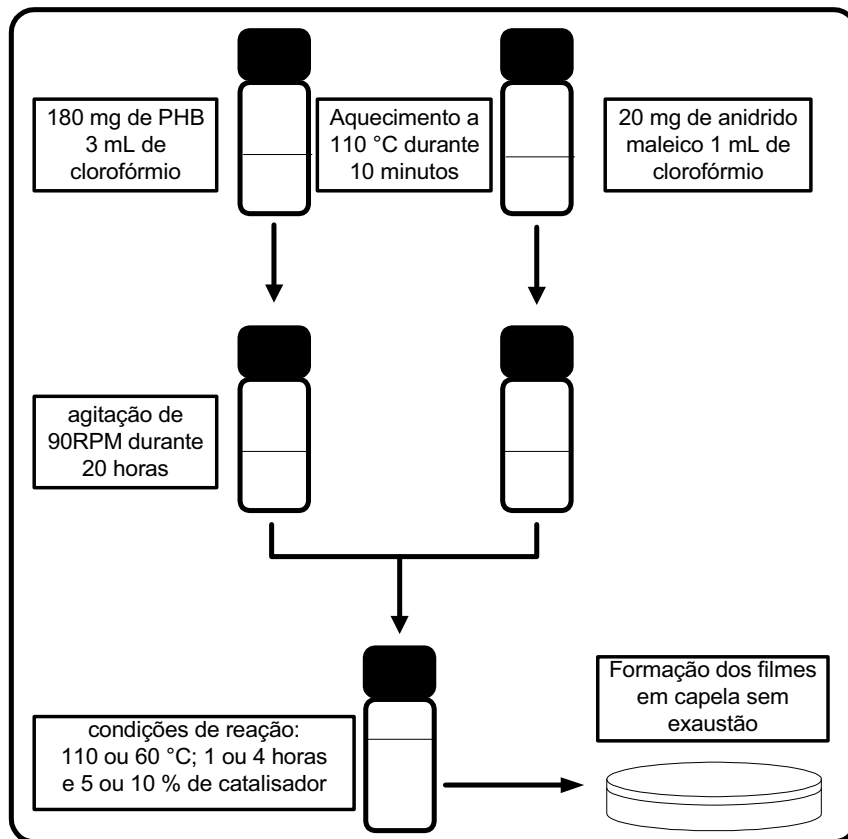 180 mg de PHB
3 mL de
clorofórmio
Aquecimento a
110 °C durante
10 minutos
20 mg de anidrido
maleico 1 mL de
clorofórmio
agitação de
90RPM durante
20 horas
condições de reação:
110 ou 60 °C; 1 ou 4 horas
e 5 ou 10 % de catalisador
Formação dos filmes
em capela sem
exaustão